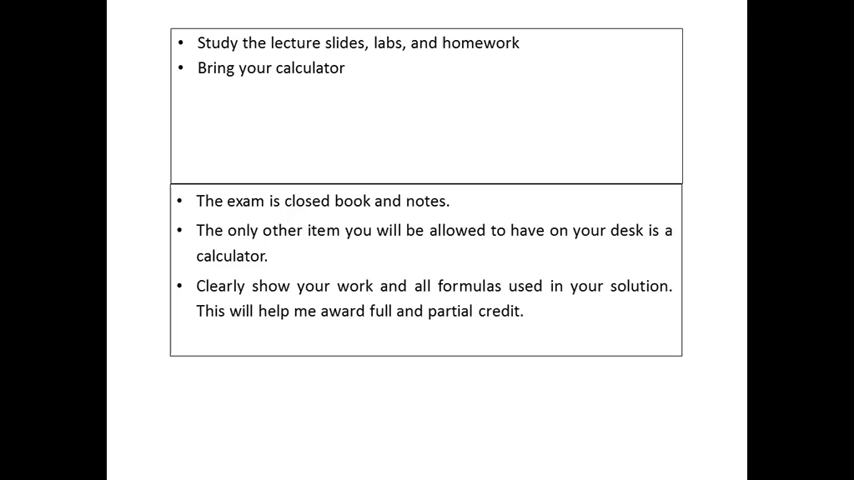 • Study the lecture slides, labs, and homework
• Bring your calculator
• The exam is closed book and notes.
• The only other item you will be allowed to have on your desk is a
calculator.
• Clearly show your work and all formulas used in your solution.
This will help me award full and partial credit.